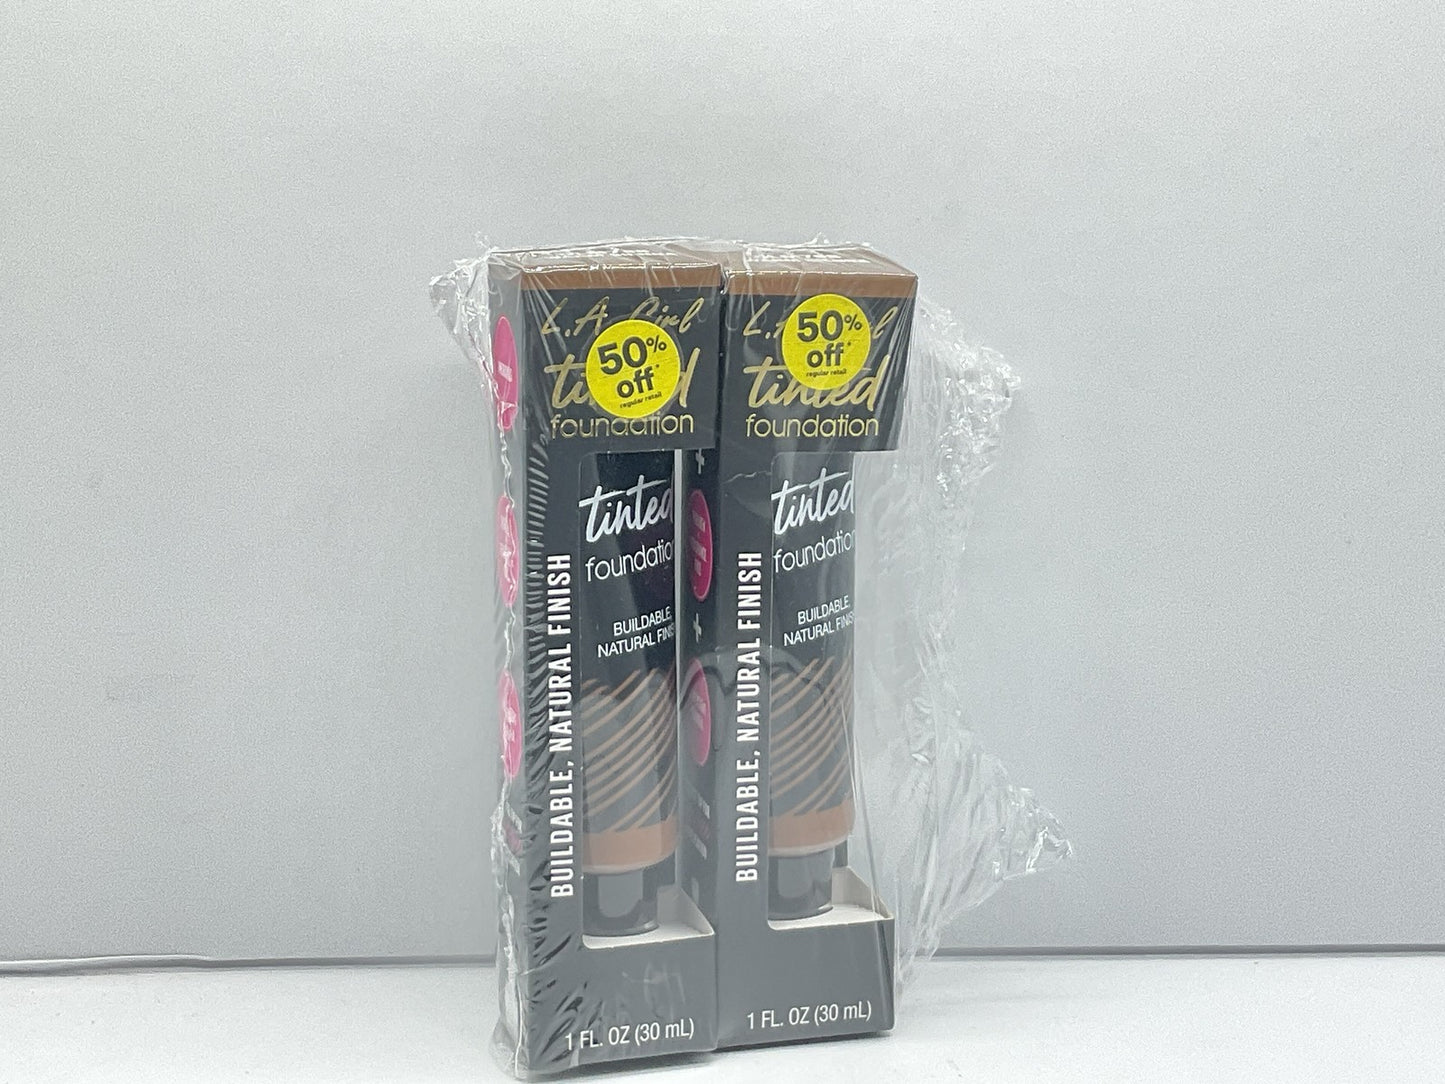 L.A. Girl
50%
off*
regular retail
tinted
foundation
tinted
foundation
BUILDABLE,
NATURAL FINIS
BUILDABLE, NATURAL FINISH
1 FL. OZ (30 mL)
L.A. Girl
50%
off*
regular retail
tinted
foundation
tinted
foundation
BUILDABLE,
NATURAL FINIS
BUILDABLE, NATURAL FINISH
1 FL. OZ (30 mL)